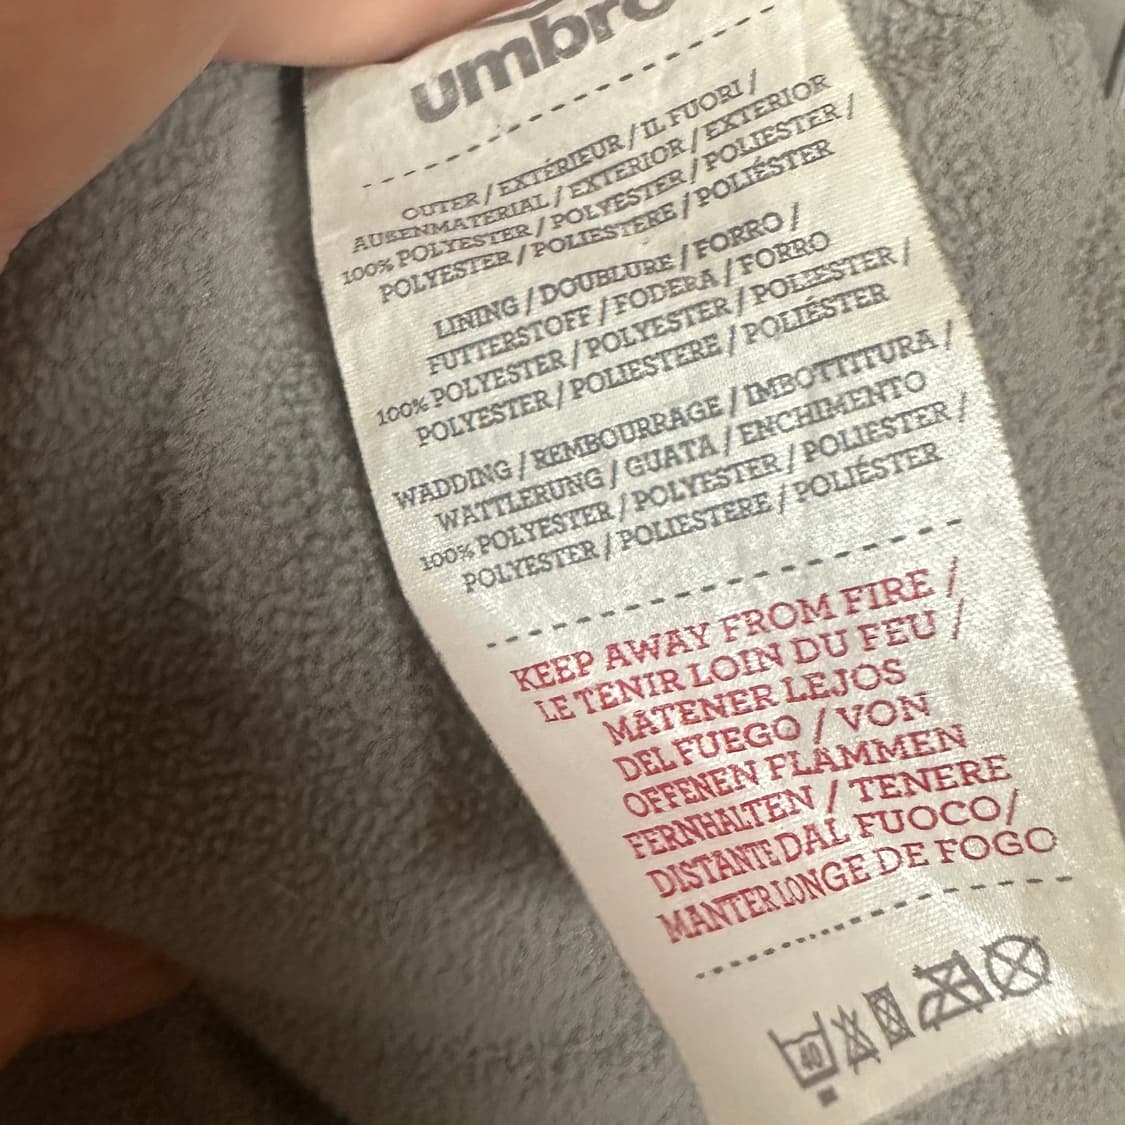 umbro
OUTER / EXTÉRIEUR / IL FUORI /
AUßENMATERIAL / EXTERIOR / EXTERIOR
100% POLYESTER / POLYESTER / POLIESTER /
POLYESTER / POLIESTERE / POLIÉSTER
LINING / DOUBLURE / FORRO /
FUTTERSTOFF / FODERA / FORRO
100% POLYESTER / POLYESTER / POLIESTER /
POLYESTER / POLIESTERE / POLIÉSTER
WADDING / REMBOURRAGE / IMBOTTITURA /
WATTLERUNG / GUATA / ENCHIMENTO
100% POLYESTER / POLYESTER / POLIESTER /
POLYESTER / POLIESTERE / POLIÉSTER
KEEP AWAY FROM FIRE /
LE TENIR LOIN DU FEU /
MATENER LEJOS
DEL FUEGO / VON
OFFENEN FLAMMEN
FERNHALTEN / TENERE
DISTANTE DAL FUOCO/
MANTER LONGE DE FOGO
40